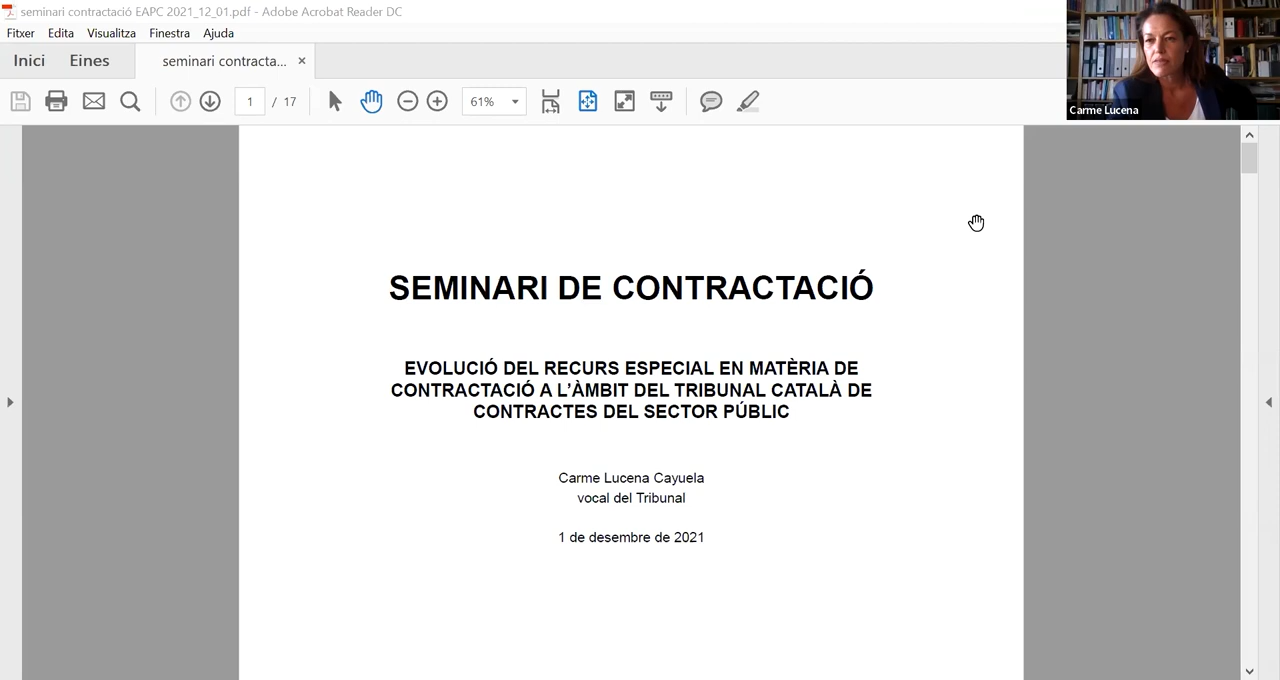 seminari contractació EAPC 2021_12_01.pdf - Adobe Acrobat Reader DC
Fitxer Edita Visualitza Finestra Ajuda
Inici Eines seminari contracta... ×
1 / 17 61%
Carme Lucena
SEMINARI DE CONTRACTACIÓ
EVOLUCIÓ DEL RECURS ESPECIAL EN MATÈRIA DE
CONTRACTACIÓ A L'ÀMBIT DEL TRIBUNAL CATALÀ DE
CONTRACTES DEL SECTOR PÚBLIC
Carme Lucena Cayuela
vocal del Tribunal
1 de desembre de 2021